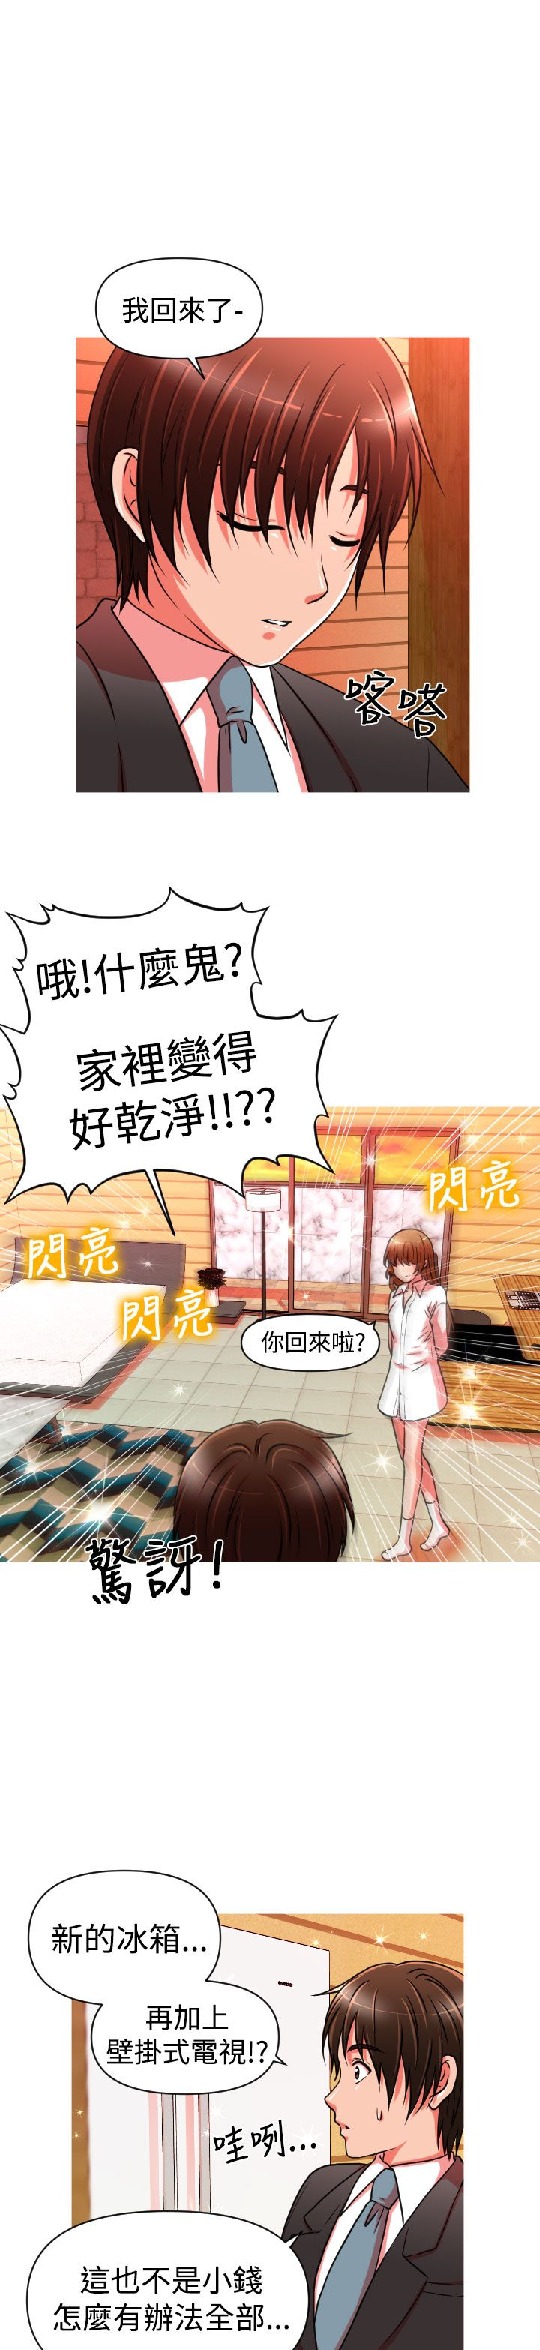 我回來了-
喀嗒
哦!什麼鬼?
家裡變得
好乾淨!!??
閃亮
閃亮
閃亮
你回來啦?
驚訝!
新的冰箱...
再加上
壁掛式電視!?
哇咧...
這也不是小錢
怎麼有辦法全部...